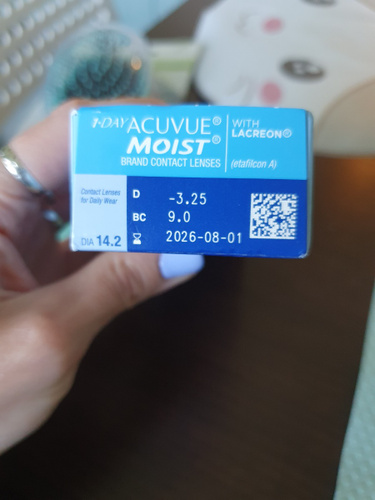 1-DAY ACUVUE®
MOIST®
BRAND CONTACT LENSES
WITH
LACREON®
(etafilcon A)
Contact Lenses
for Daily Wear
DIA 14.2
D -3.25
BC 9.0
2026-08-01